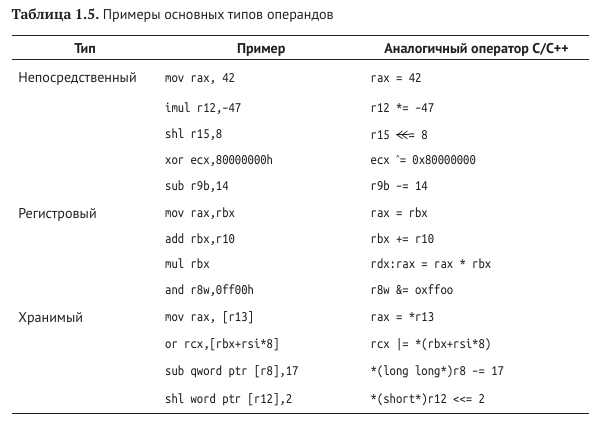 Таблица 1.5. Примеры основных типов операндов
Тип Пример Аналогичный оператор C/C++
Непосредственный mov rax, 42 rax = 42
imul r12,-47 r12 *= -47
shl r15,8 r15 <<= 8
xor ecx,80000000h ecx ^= 0x80000000
sub r9b,14 r9b -= 14
Регистровый mov rax,rbx rax = rbx
add rbx,r10 rbx += r10
mul rbx rdx:rax = rax * rbx
and r8w,0ff00h r8w &= oxffoo
Хранимый mov rax, [r13] rax = *r13
or rcx,[rbx+rsi*8] rcx |= *(rbx+rsi*8)
sub qword ptr [r8],17 *(long long*)r8 -= 17
shl word ptr [r12],2 *(short*)r12 <<= 2